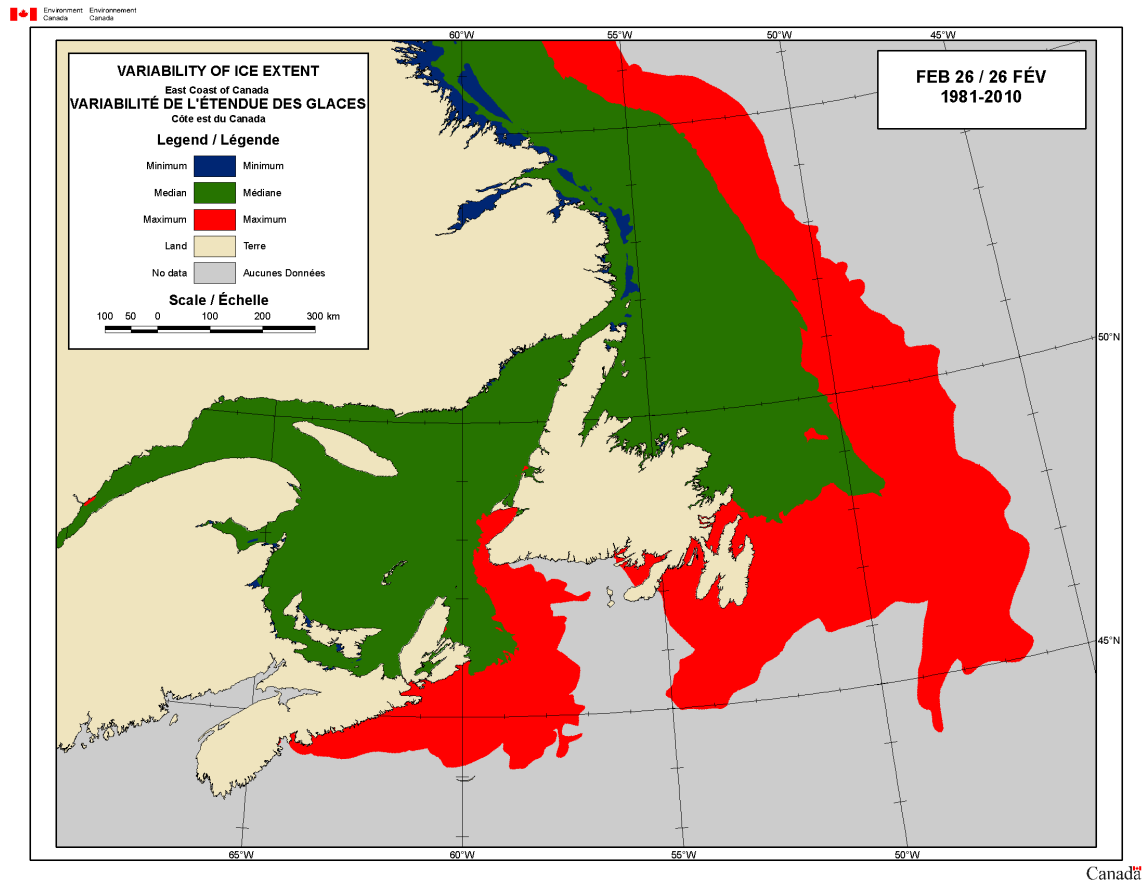 Environment Environnement
Canada Canada
60°W 55°W 50°W 45°W
VARIABILITY OF ICE EXTENT
East Coast of Canada
VARIABILITÉ DE L'ÉTENDUE DES GLACES
Côte est du Canada
Legend / Légende
Minimum Minimum
Median Médiane
Maximum Maximum
Land Terre
No data Aucunes Données
Scale / Échelle
100 50 0 100 200 300 km
FEB 26 / 26 FÉV
1981-2010
50°N
45°N
65°W 60°W 55°W 50°W
Canada